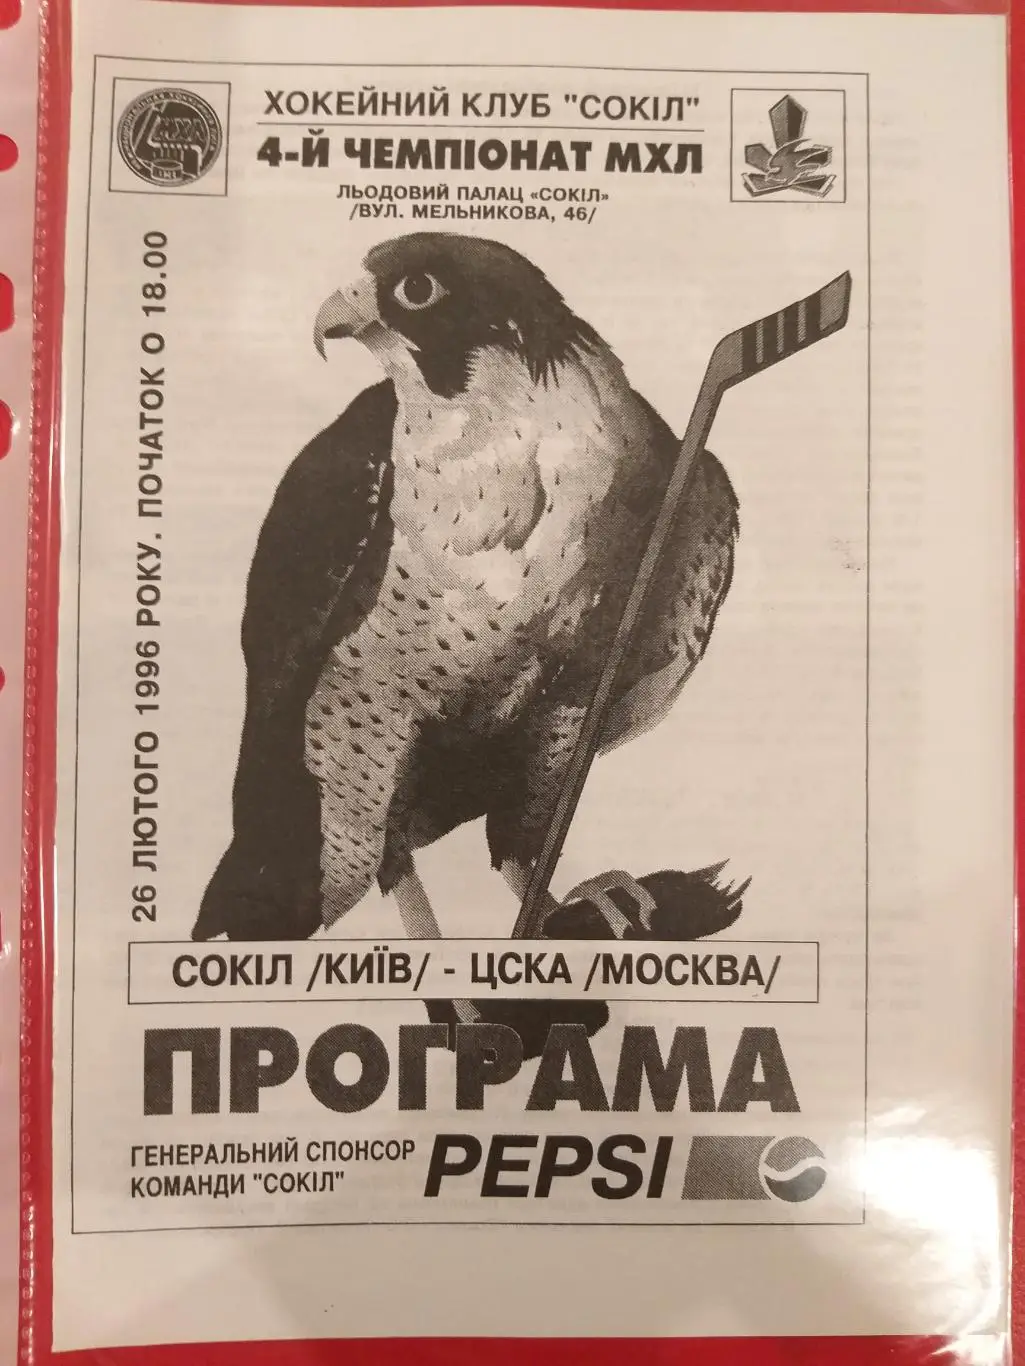 ХОКЕЙНИЙ КЛУБ "СОКІЛ"
4-Й ЧЕМПІОНАТ МХЛ
ЛЬОДОВИЙ ПАЛАЦ «СОКІЛ»
/ВУЛ. МЕЛЬНИКОВА, 46/
26 ЛЮТОГО 1996 РОКУ. ПОЧАТОК О 18.00
СОКІЛ /КИЇВ/ - ЦСКА /МОСКВА/
ПРОГРАМА
ГЕНЕРАЛЬНИЙ СПОНСОР
КОМАНДИ "СОКІЛ"
PEPSI